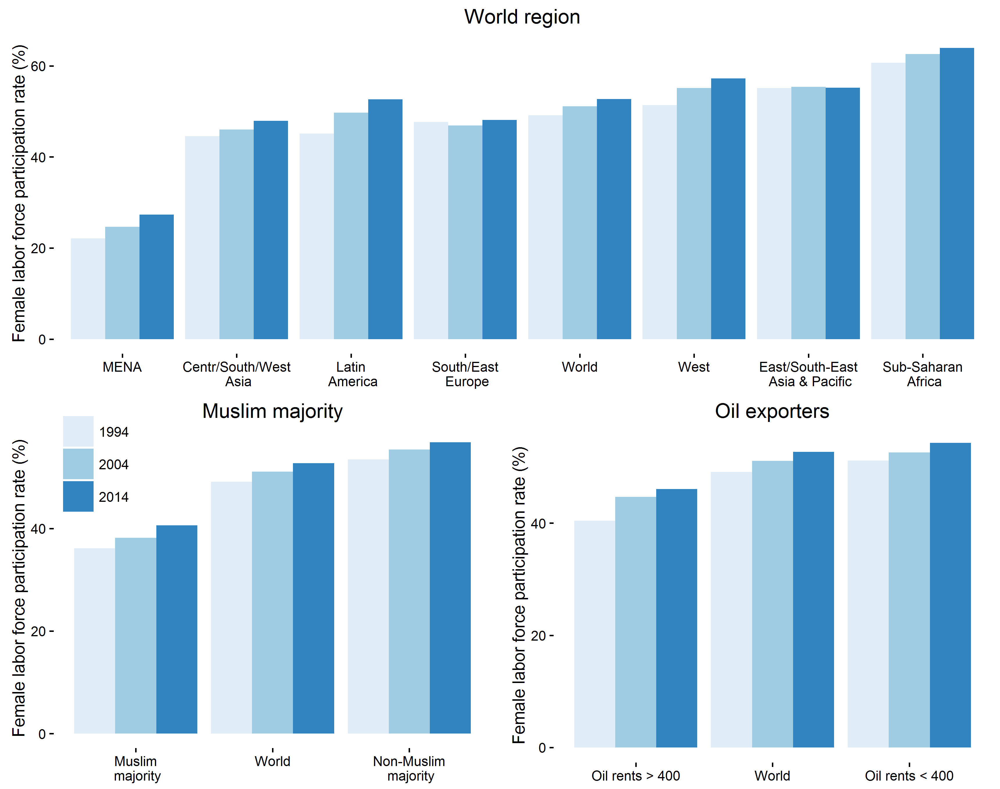 World region
Female labor force participation rate (%)
60
40
20
0
MENA
Centr/South/West
Asia
Latin
America
South/East
Europe
World
West
East/South-East
Asia & Pacific
Sub-Saharan
Africa
Muslim majority
1994
2004
2014
Female labor force participation rate (%)
40
20
0
Muslim
majority
World
Non-Muslim
majority
Oil exporters
Female labor force participation rate (%)
40
20
0
Oil rents > 400
World
Oil rents < 400